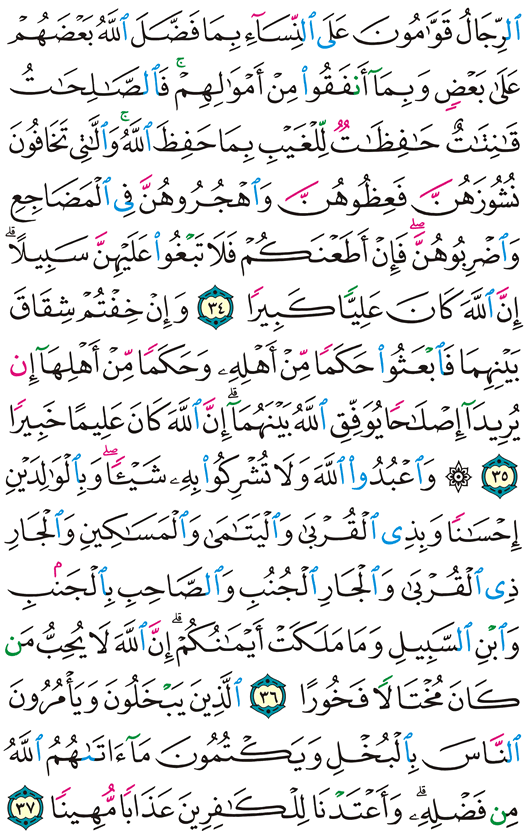 ٱلرِّجَالُ قَوَّٰمُونَ عَلَى ٱلنِّسَآءِ بِمَا فَضَّلَ ٱللَّهُ بَعْضَهُمْ
عَلَىٰ بَعْضٍ وَبِمَآ أَنفَقُوا۟ مِنْ أَمْوَٰلِهِمْ ۚ فَٱلصَّـٰلِحَـٰتُ
قَـٰنِتَـٰتٌ حَـٰفِظَـٰتٌ لِّلْغَيْبِ بِمَا حَفِظَ ٱللَّهُ ۚ وَٱلَّـٰتِى تَخَافُونَ
نُشُوزَهُنَّ فَعِظُوهُنَّ وَٱهْجُرُوهُنَّ فِى ٱلْمَضَاجِعِ
وَٱضْرِبُوهُنَّ ۖ فَإِنْ أَطَعْنَكُمْ فَلَا تَبْغُوا۟ عَلَيْهِنَّ سَبِيلًا ۗ
إِنَّ ٱللَّهَ كَانَ عَلِيًّا كَبِيرًا ٣٤ وَإِنْ خِفْتُمْ شِقَاقَ
بَيْنِهِمَا فَٱبْعَثُوا۟ حَكَمًا مِّنْ أَهْلِهِۦ وَحَكَمًا مِّنْ أَهْلِهَآ إِن
يُرِيدَآ إِصْلَـٰحًا يُوَفِّقِ ٱللَّهُ بَيْنَهُمَآ ۗ إِنَّ ٱللَّهَ كَانَ عَلِيمًا خَبِيرًا
٣٥ ۞ وَٱعْبُدُوا۟ ٱللَّهَ وَلَا تُشْرِكُوا۟ بِهِۦ شَيْـًٔا ۖ وَبِٱلْوَٰلِدَيْنِ
إِحْسَـٰنًا وَبِذِى ٱلْقُرْبَىٰ وَٱلْيَتَـٰمَىٰ وَٱلْمَسَـٰكِينِ وَٱلْجَارِ
ذِى ٱلْقُرْبَىٰ وَٱلْجَارِ ٱلْجُنُبِ وَٱلصَّاحِبِ بِٱلْجَنۢبِ
وَٱبْنِ ٱلسَّبِيلِ وَمَا مَلَكَتْ أَيْمَـٰنُكُمْ ۗ إِنَّ ٱللَّهَ لَا يُحِبُّ مَن
كَانَ مُخْتَالًا فَخُورًا ٣٦ ٱلَّذِينَ يَبْخَلُونَ وَيَأْمُرُونَ
ٱلنَّاسَ بِٱلْبُخْلِ وَيَكْتُمُونَ مَآ ءَاتَىٰهُمُ ٱللَّهُ
مِن فَضْلِهِۦ ۗ وَأَعْتَدْنَا لِلْكَـٰفِرِينَ عَذَابًا مُّهِينًا ٣٧